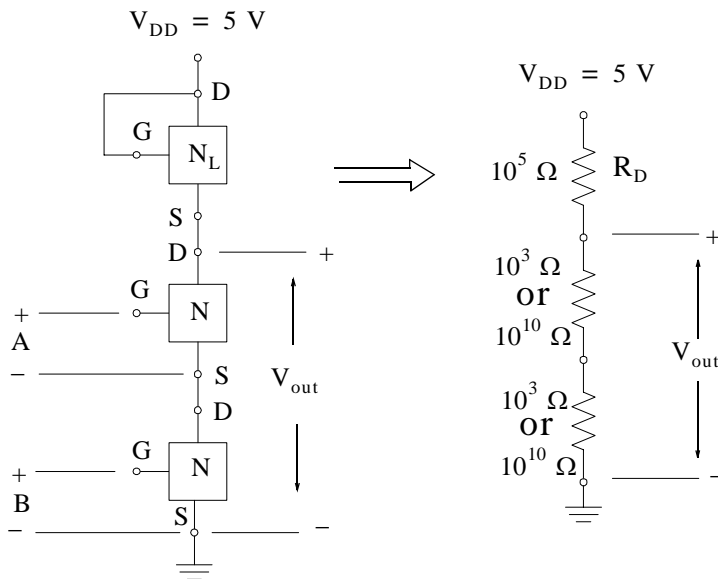 V_DD = 5 V
D
G
N_L
S
D
+
G
N
+
A
−
S
V_out
D
G
N
+
B
−
S
−
V_DD = 5 V
10^5 Ω
R_D
+
10^3 Ω
or
10^10 Ω
V_out
10^3 Ω
or
10^10 Ω
−